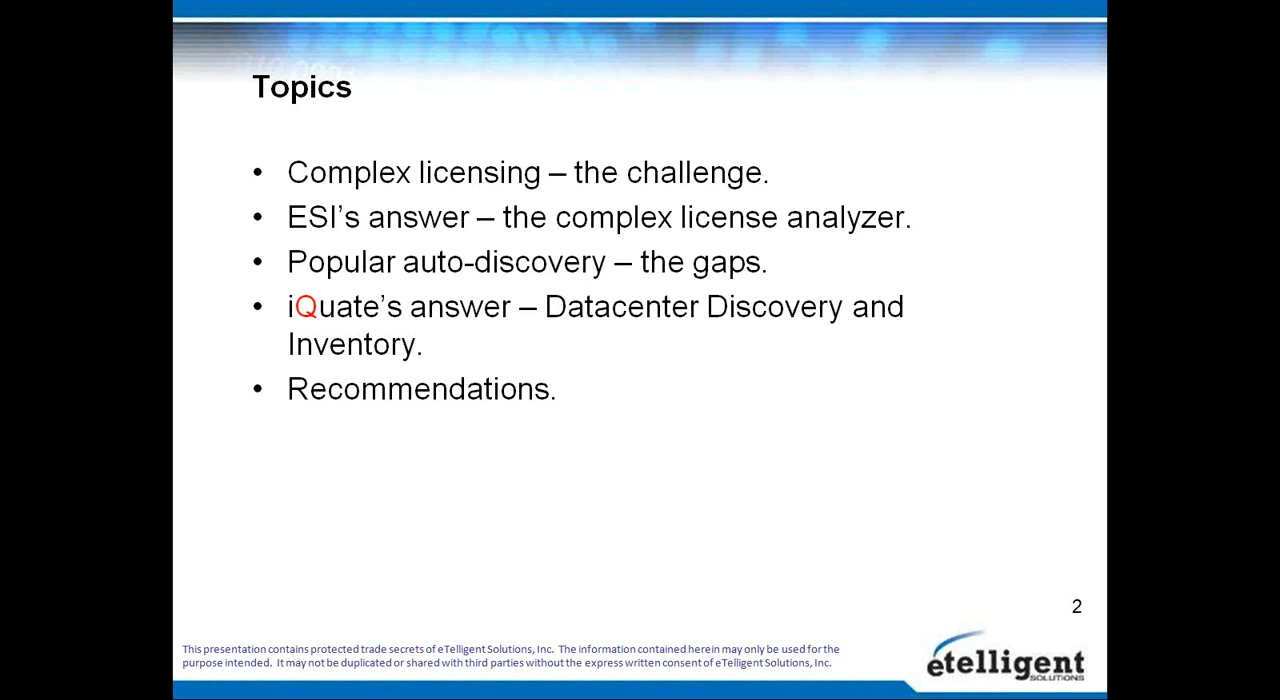 Topics
• Complex licensing – the challenge.
• ESI’s answer – the complex license analyzer.
• Popular auto-discovery – the gaps.
• iQuate’s answer – Datacenter Discovery and
Inventory.
• Recommendations.
2
This presentation contains protected trade secrets of eTelligent Solutions, Inc. The information contained herein may only be used for the
purpose intended. It may not be duplicated or shared with third parties without the express written consent of eTelligent Solutions, Inc.
etelligent
SOLUTIONS